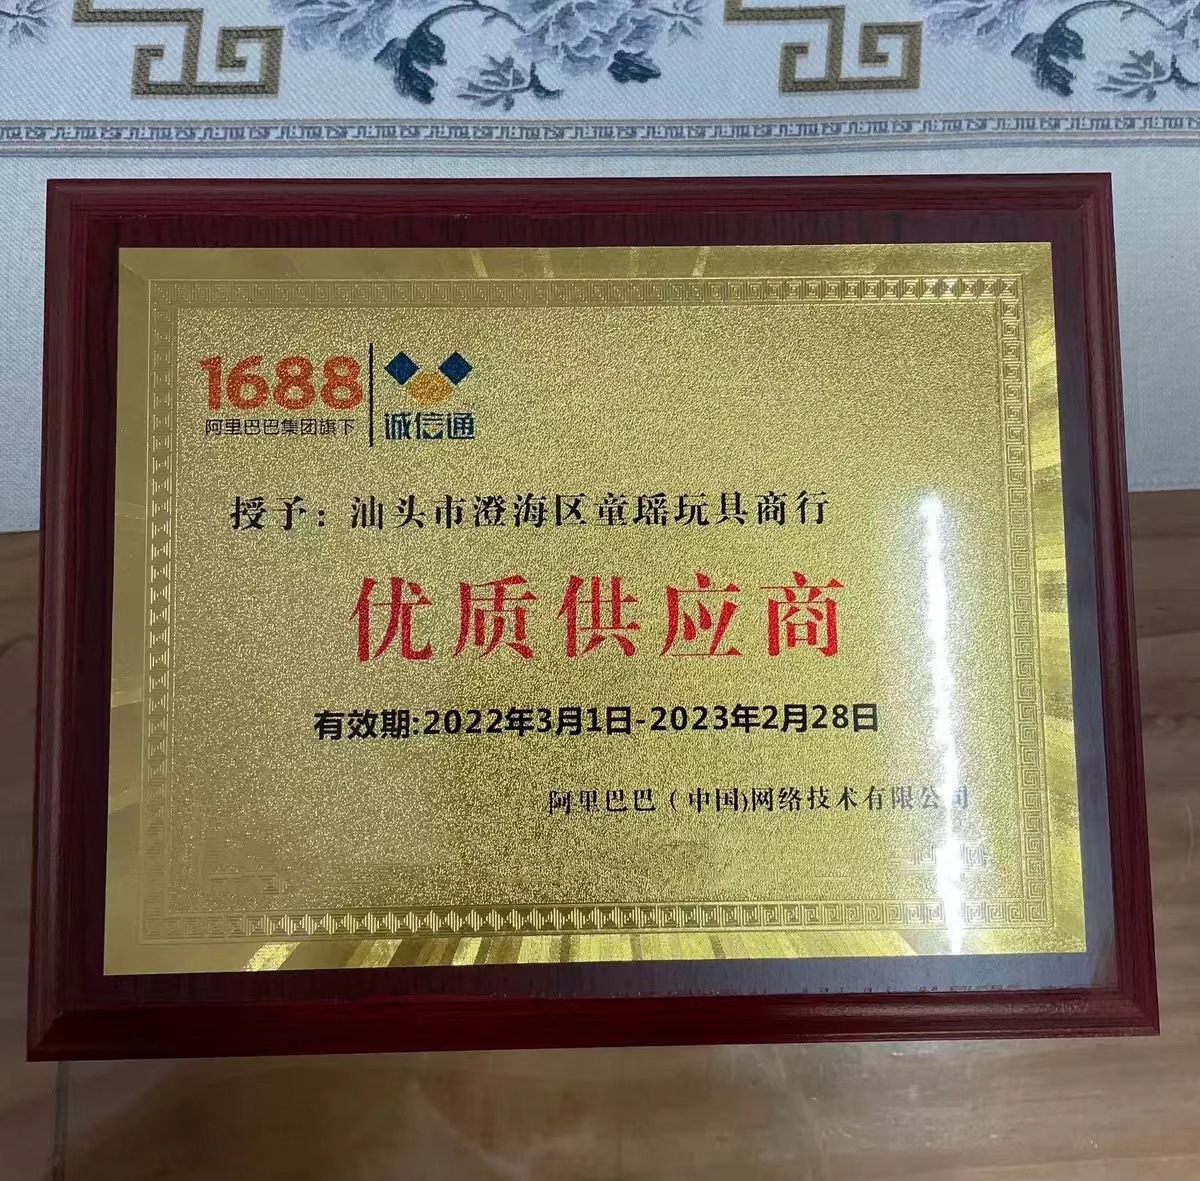 1688
阿里巴巴集团旗下
诚信通
授予：汕头市澄海区童瑶玩具商行
优质供应商
有效期:2022年3月1日-2023年2月28日
阿里巴巴（中国)网络技术有限公司